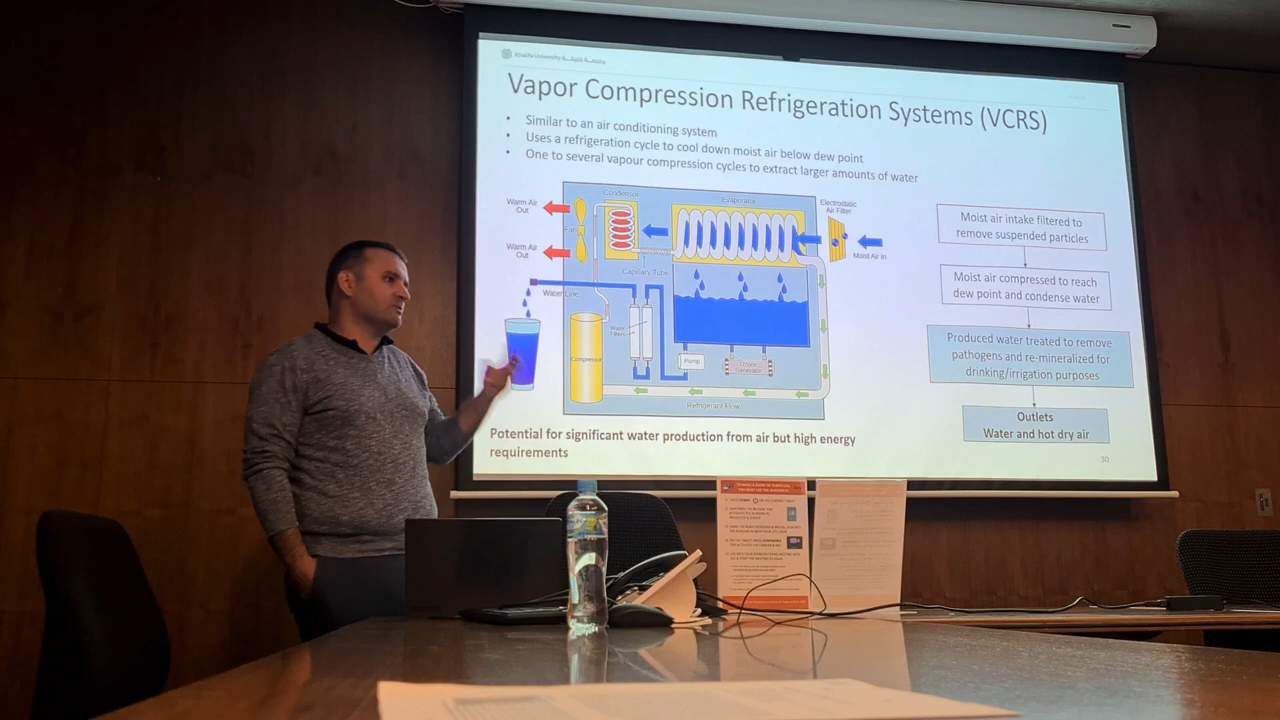 Khalifa University
Vapor Compression Refrigeration Systems (VCRS)
• Similar to an air conditioning system
• Uses a refrigeration cycle to cool down moist air below dew point
• One to several vapour compression cycles to extract larger amounts of water
Warm Air
Out
Warm Air
Out
Fan
Condensor
Evaporator
Electrostatic
Air Filter
Moist Air In
Capillary Tube
Water Line
Water
Filters
Compressor
Pump
Ozone
Generator
Refrigerant Flow
Potential for significant water production from air but high energy
requirements
Moist air intake filtered to
remove suspended particles
Moist air compressed to reach
dew point and condense water
Produced water treated to remove
pathogens and re-mineralized for
drinking/irrigation purposes
Outlets
Water and hot dry air
30